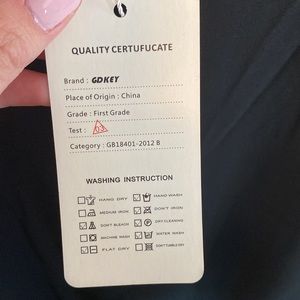 QUALITY CERTUFUCATE
Brand : GDKEY
Place of Origin : China
Grade : First Grade
Test : 03
Category : GB18401-2012 B
WASHING INSTRUCTION
HAND DRY HAND WASH
MEDIUM IRON DON'T IRON
DON'T BLEACH DRY CLEANING
MACHINE WASH WATER WASH
FLAT DRY DON'T TUMBLE DRY